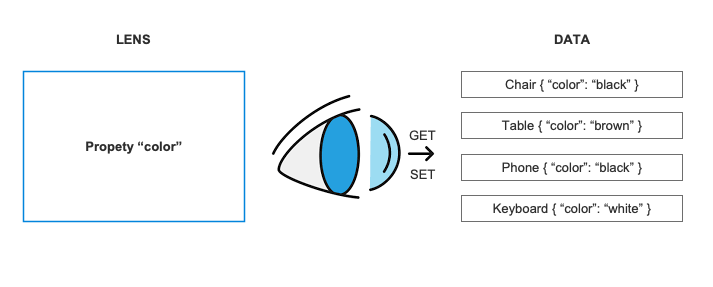 LENS
DATA
Propety “color”
GET
SET
Chair { “color”: “black” }
Table { “color”: “brown” }
Phone { “color”: “black” }
Keyboard { “color”: “white” }